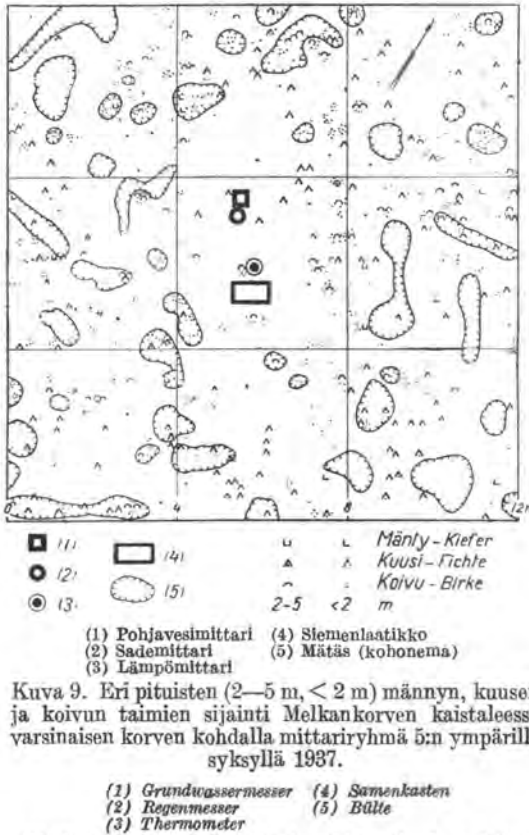 0 4 8 12
(1) (4) Mänty-Kiefer
(2) (5) Kuusi-Fichte
(3) Koivu-Birke
2-5 <2 m
(1) Pohjavesimittari (4) Siemenlaatikko
(2) Sademittari (5) Mätäs (kohonema)
(3) Lämpömittari
Kuva 9. Eri pituisten (2—5 m, < 2 m) männyn, kuuse
ja koivun taimien sijainti Melkankorven kaistaleess
varsinaisen korven kohdalla mittariryhmä 5:n ympärill
syksyllä 1937.
(1) Grundwassermesser (4) Samenkasten
(2) Regenmesser (5) Bülte
(3) Thermometer